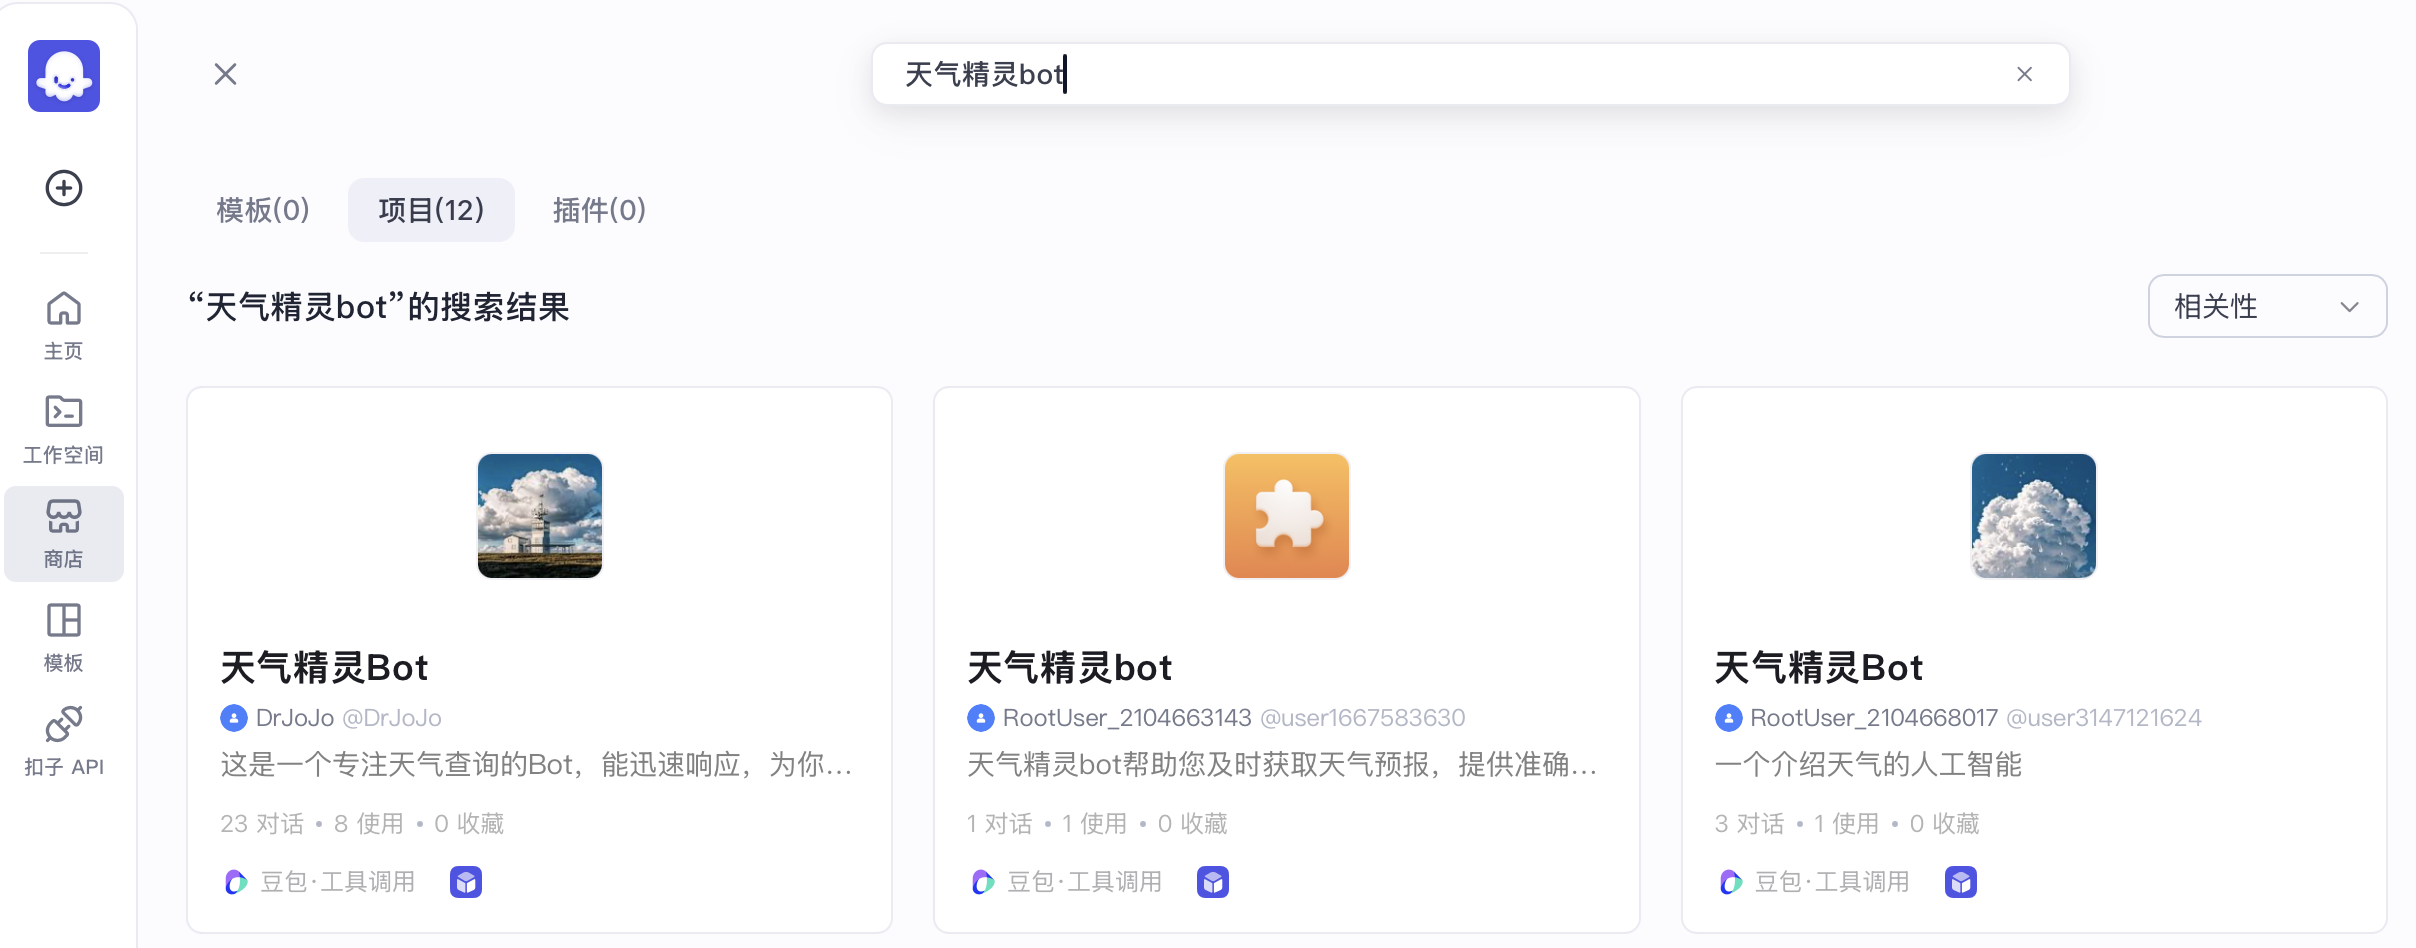 天气精灵bot
模板(0)
项目(12)
插件(0)
“天气精灵bot”的搜索结果
相关性
主页
工作空间
商店
模板
扣子 API
天气精灵Bot
DrJoJo @DrJoJo
这是一个专注天气查询的Bot，能迅速响应，为你...
23 对话 • 8 使用 • 0 收藏
豆包·工具调用
天气精灵bot
RootUser_2104663143 @user1667583630
天气精灵bot帮助您及时获取天气预报，提供准确...
1 对话 • 1 使用 • 0 收藏
豆包·工具调用
天气精灵Bot
RootUser_2104668017 @user3147121624
一个介绍天气的人工智能
3 对话 • 1 使用 • 0 收藏
豆包·工具调用